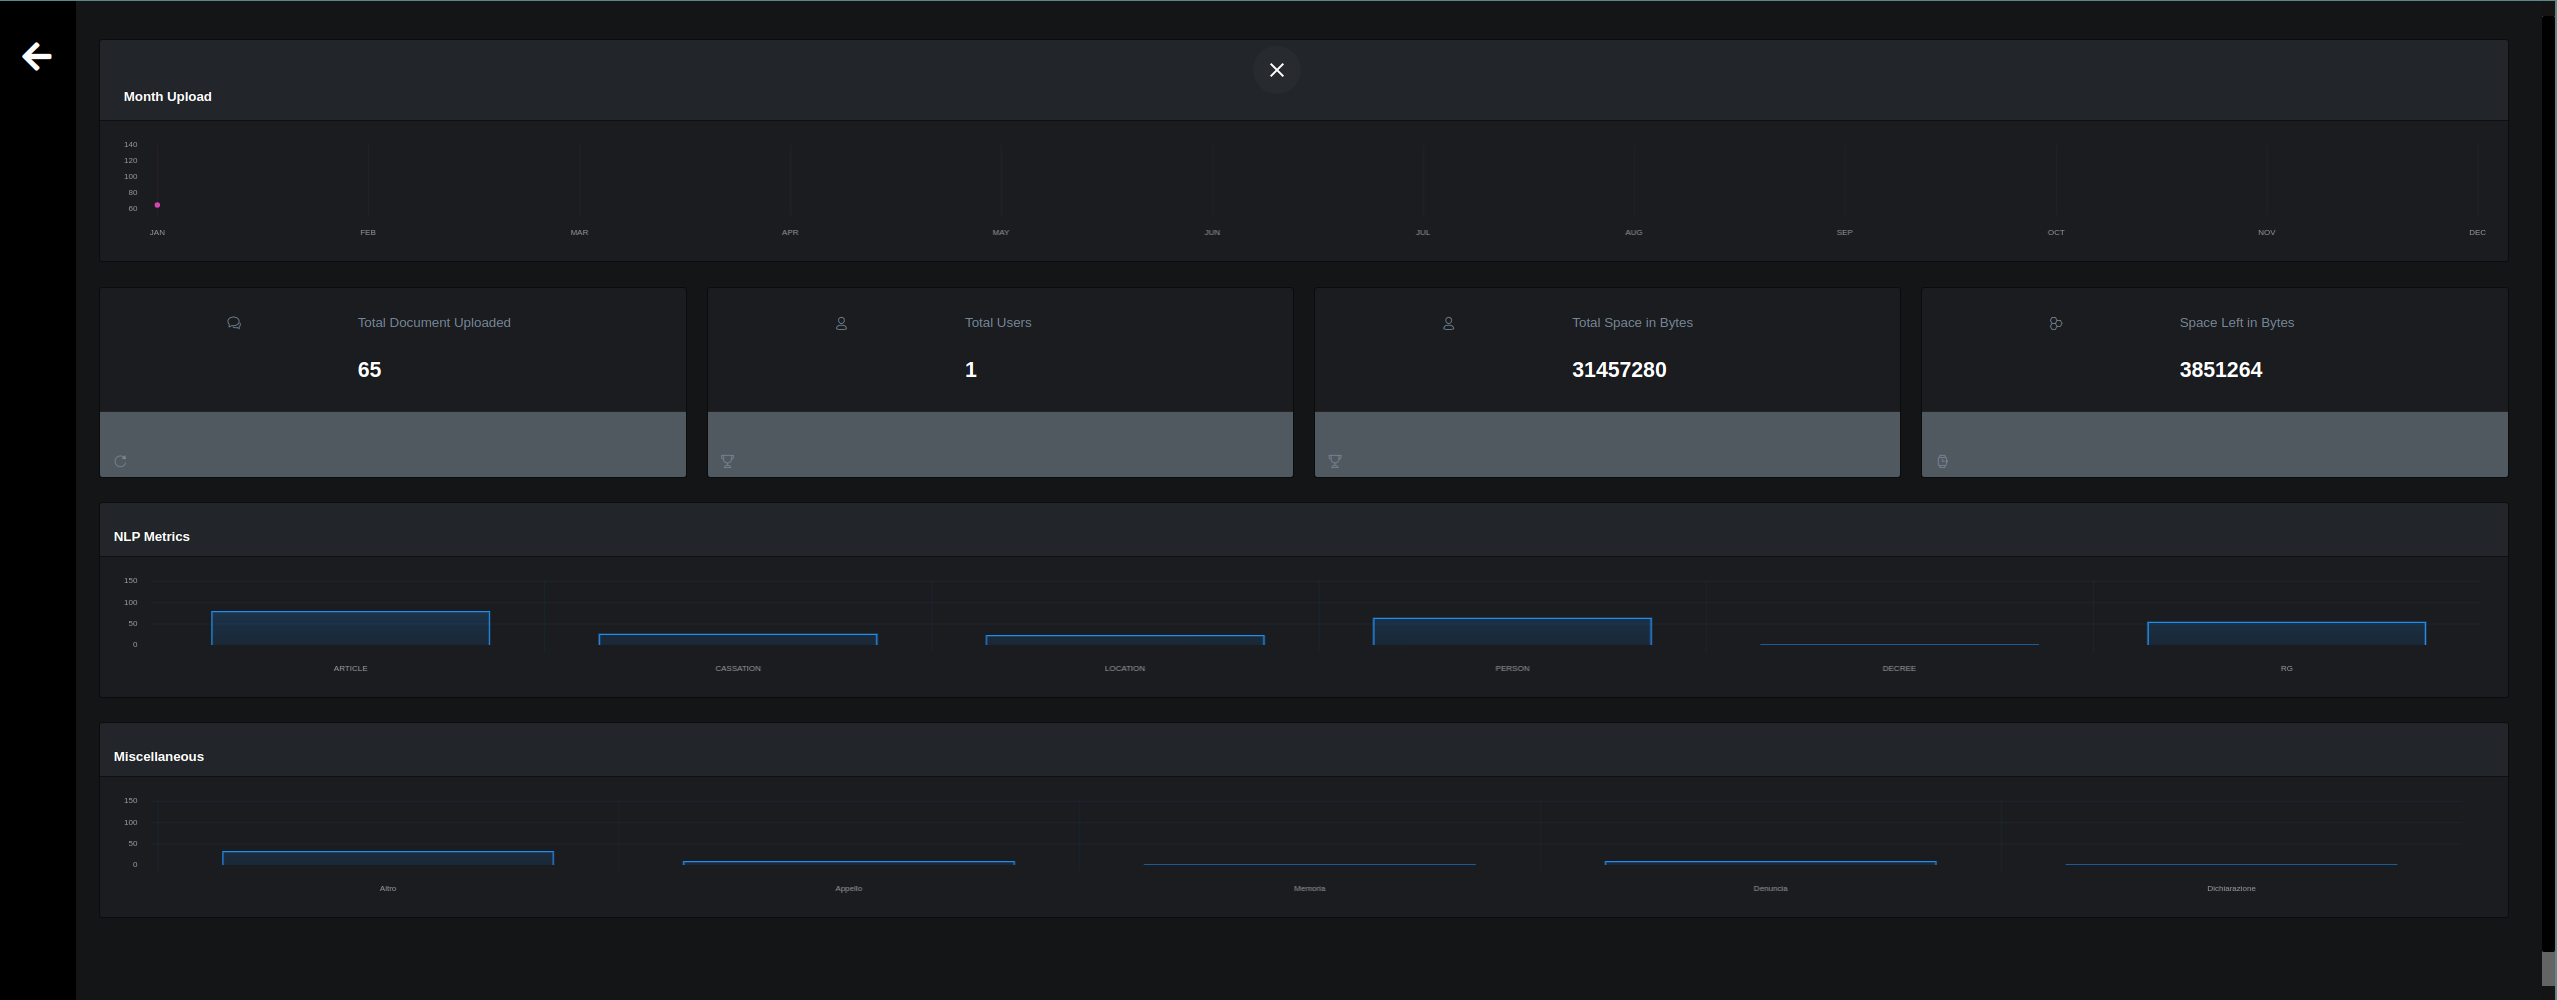 Month Upload
140
120
100
80
60
JAN FEB MAR APR MAY JUN JUL AUG SEP OCT NOV DEC
Total Document Uploaded
65
Total Users
1
Total Space in Bytes
31457280
Space Left in Bytes
3851264
NLP Metrics
150
100
50
0
ARTICLE CASSATION LOCATION PERSON DECREE RG
Miscellaneous
150
100
50
0
Altro Appello Memoria Denuncia Dichiarazione